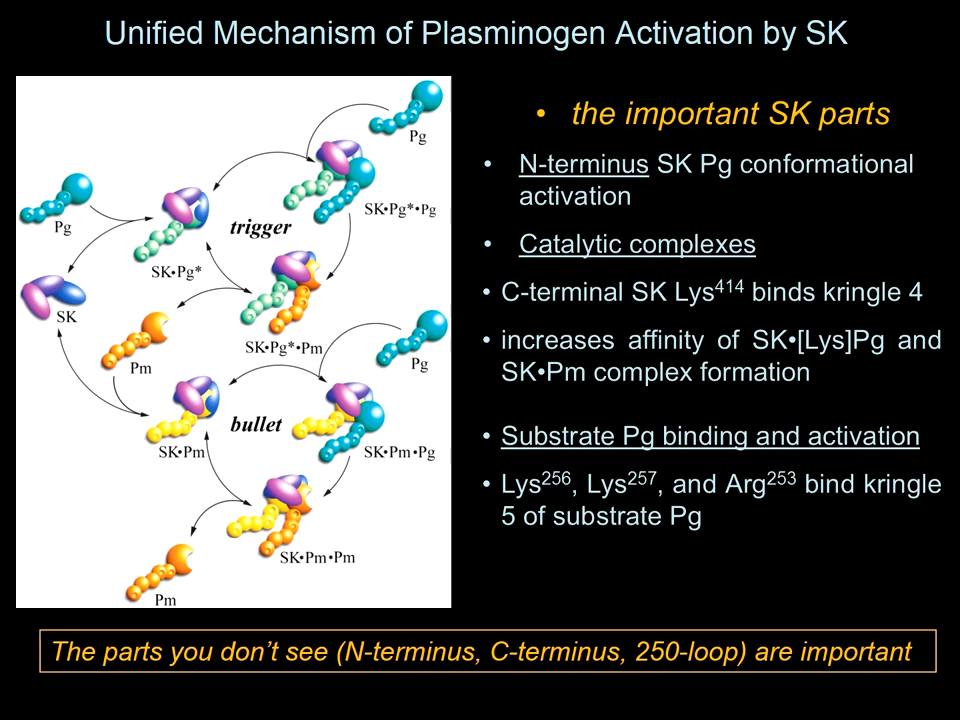 Unified Mechanism of Plasminogen Activation by SK
Pg
SK•Pg*•Pg
trigger
Pg
SK•Pg*
SK
SK•Pg*•Pm
Pm
Pg
bullet
SK•Pm
SK•Pm•Pg
SK•Pm•Pm
Pm
• the important SK parts
• N-terminus SK Pg conformational
activation
• Catalytic complexes
• C-terminal SK Lys⁴¹⁴ binds kringle 4
• increases affinity of SK•[Lys]Pg and
SK•Pm complex formation
• Substrate Pg binding and activation
• Lys²⁵⁶, Lys²⁵⁷, and Arg²⁵³ bind kringle
5 of substrate Pg
The parts you don’t see (N-terminus, C-terminus, 250-loop) are important